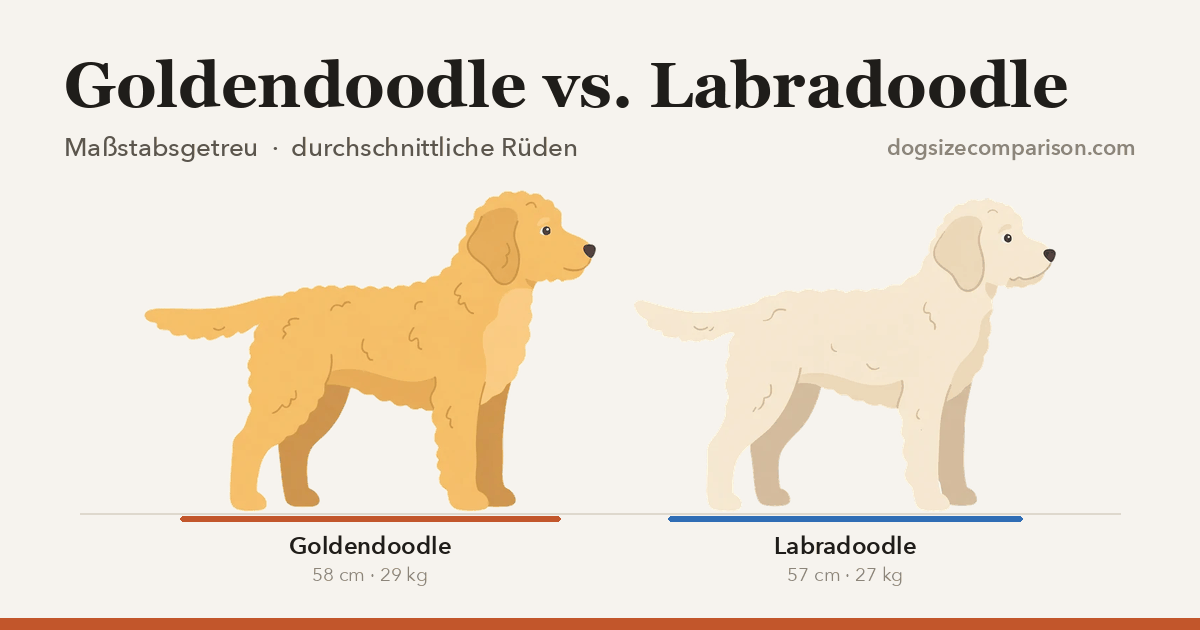 Goldendoodle vs. Labradoodle
Maßstabsgetreu · durchschnittliche Rüden
dogsizecomparison.com
Goldendoodle
58 cm · 29 kg
Labradoodle
57 cm · 27 kg